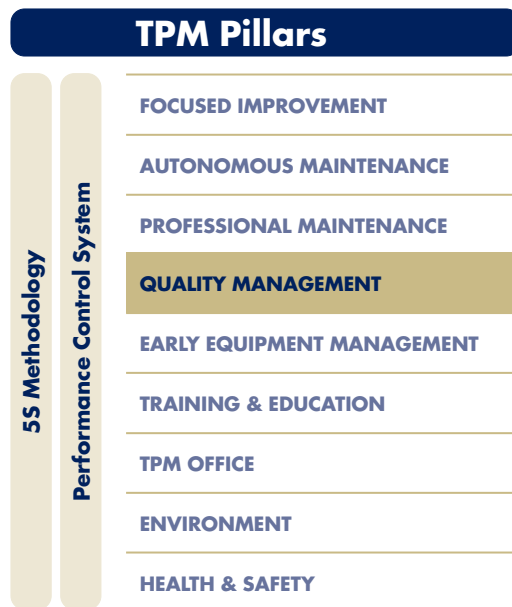 TPM Pillars
5S Methodology
Performance Control System
FOCUSED IMPROVEMENT
AUTONOMOUS MAINTENANCE
PROFESSIONAL MAINTENANCE
QUALITY MANAGEMENT
EARLY EQUIPMENT MANAGEMENT
TRAINING & EDUCATION
TPM OFFICE
ENVIRONMENT
HEALTH & SAFETY